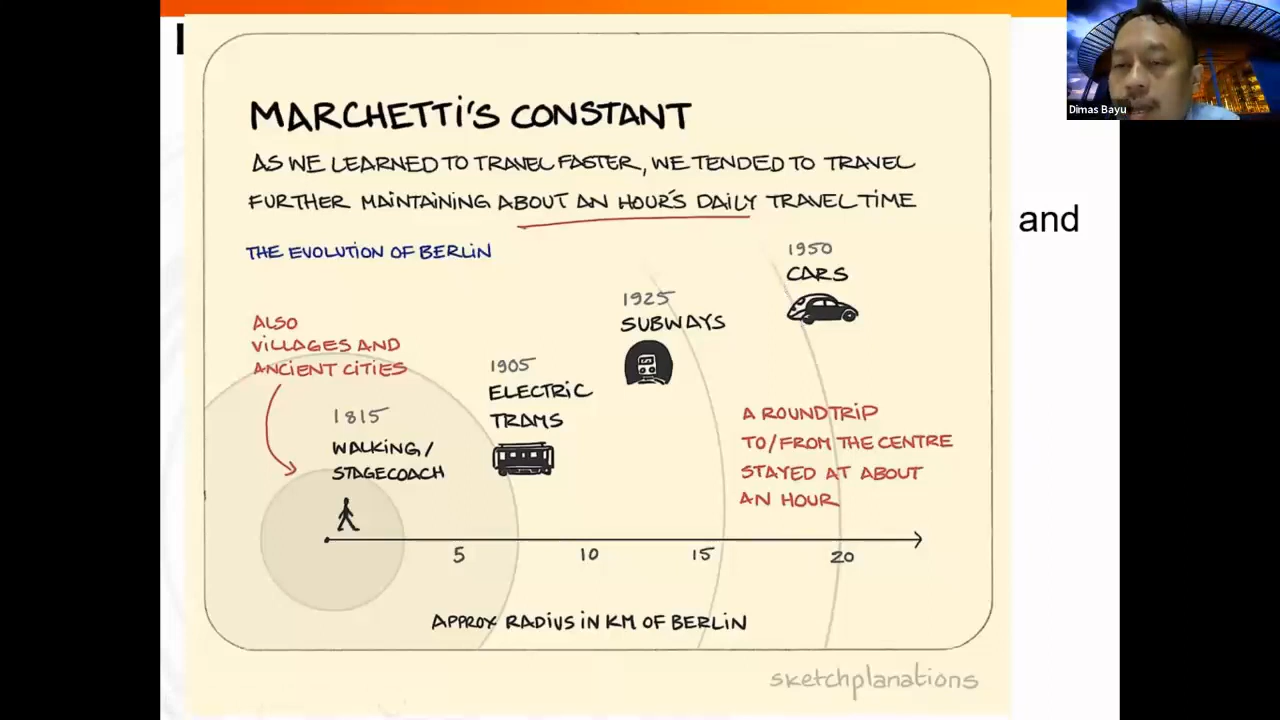 MARCHETTI'S CONSTANT
AS WE LEARNED TO TRAVEL FASTER, WE TENDED TO TRAVEL
FURTHER MAINTAINING ABOUT AN HOUR'S DAILY TRAVEL TIME
and
THE EVOLUTION OF BERLIN
1950
CARS
1925
SUBWAYS
ALSO
VILLAGES AND
ANCIENT CITIES
1905
ELECTRIC
TRAMS
1815
WALKING/
STAGECOACH
A ROUNDTRIP
TO/FROM THE CENTRE
STAYED AT ABOUT
AN HOUR
5 10 15 20
APPROX RADIUS IN KM OF BERLIN
sketchplanations
Dimas Bayu